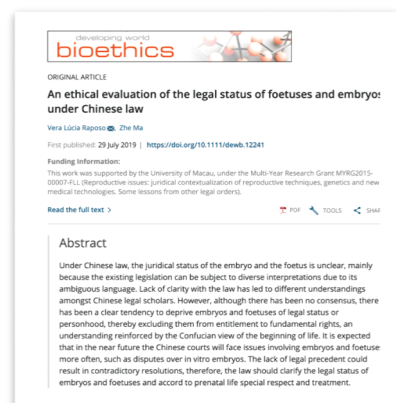 developing world
bioethics
ORIGINAL ARTICLE
An ethical evaluation of the legal status of foetuses and embryos
under Chinese law
Vera Lúcia Raposo, Zhe Ma
First published: 29 July 2019 | https://doi.org/10.1111/dewb.12241
Funding Information:
This work was supported by the University of Macau, under the Multi-Year Research Grant MYRG2015-
00007-FLL (Reproductive issues: juridical contextualization of reproductive techniques, genetics and new
medical technologies. Some lessons from other legal orders).
Read the full text >
PDF TOOLS SHAR
Abstract
Under Chinese law, the juridical status of the embryo and the foetus is unclear, mainly
because the existing legislation can be subject to diverse interpretations due to its
ambiguous language. Lack of clarity with the law has led to different understandings
amongst Chinese legal scholars. However, although there has been no consensus, there
has been a clear tendency to deprive embryos and foetuses of legal status or
personhood, thereby excluding them from entitlement to fundamental rights, an
understanding reinforced by the Confucian view of the beginning of life. It is expected
that in the near future the Chinese courts will face issues involving embryos and foetuse
more often, such as disputes over in vitro embryos. The lack of legal precedent could
result in contradictory resolutions, therefore, the law should clarify the legal status of
embryos and foetuses and accord to prenatal life special respect and treatment.